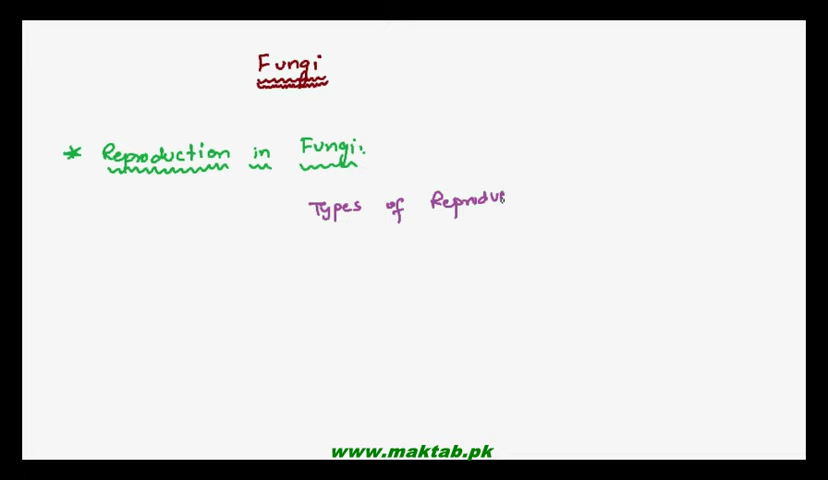 Fungi
* Reproduction in Fungi:
Types of Reprodu
www.maktab.pk